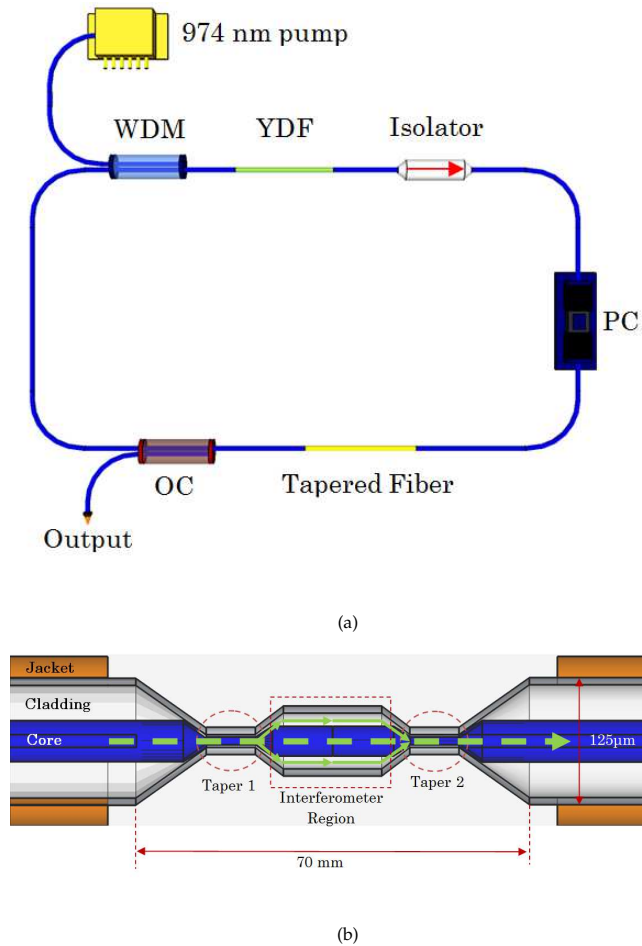 974 nm pump
WDM
YDF
Isolator
PC
OC
Tapered Fiber
Output
(a)
Jacket
Cladding
Core
125µm
Taper 1
Taper 2
Interferometer
Region
70 mm
(b)